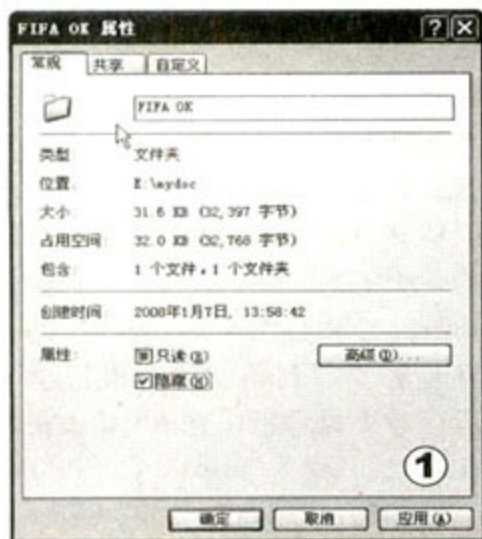 FIFA OK 属性
常规 共享 自定义
FIFA OK
类型: 文件夹
位置: E:\mydoc
大小: 31.6 KB (32,397 字节)
占用空间: 32.0 KB (32,768 字节)
包含: 1 个文件，1 个文件夹
创建时间: 2008年1月7日, 13:58:42
属性: 只读(R) 高级(D)...
隐藏(H)
①
确定 取消 应用(A)